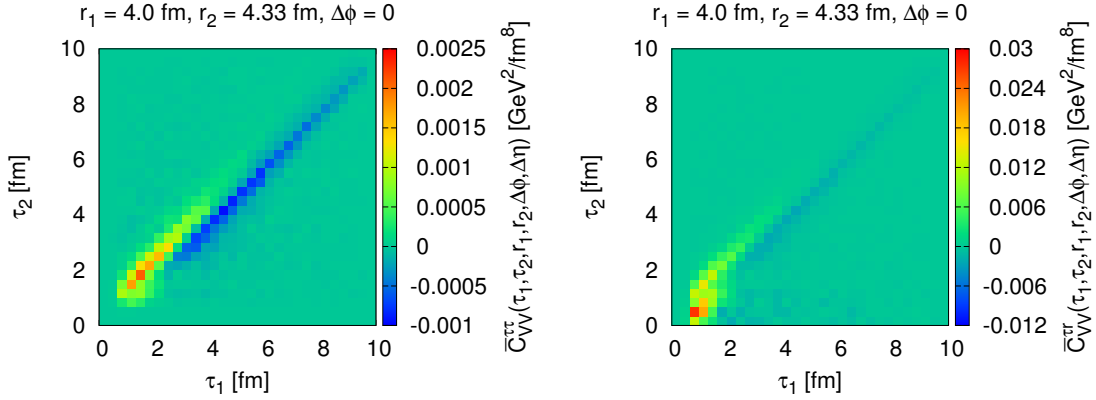 r₁ = 4.0 fm, r₂ = 4.33 fm, Δϕ = 0
10
8
6
4
2
0
τ₂ [fm]
0 2 4 6 8 10
τ₁ [fm]
0.0025
0.002
0.0015
0.001
0.0005
0
-0.0005
-0.001
C̅^ττ_VV(τ₁,τ₂,r₁,r₂,Δϕ,Δη) [GeV²/fm⁸]
r₁ = 4.0 fm, r₂ = 4.33 fm, Δϕ = 0
10
8
6
4
2
0
τ₂ [fm]
0 2 4 6 8 10
τ₁ [fm]
0.03
0.024
0.018
0.012
0.006
0
-0.006
-0.012
C̅^τr_VV(τ₁,τ₂,r₁,r₂,Δϕ,Δη) [GeV²/fm⁸]